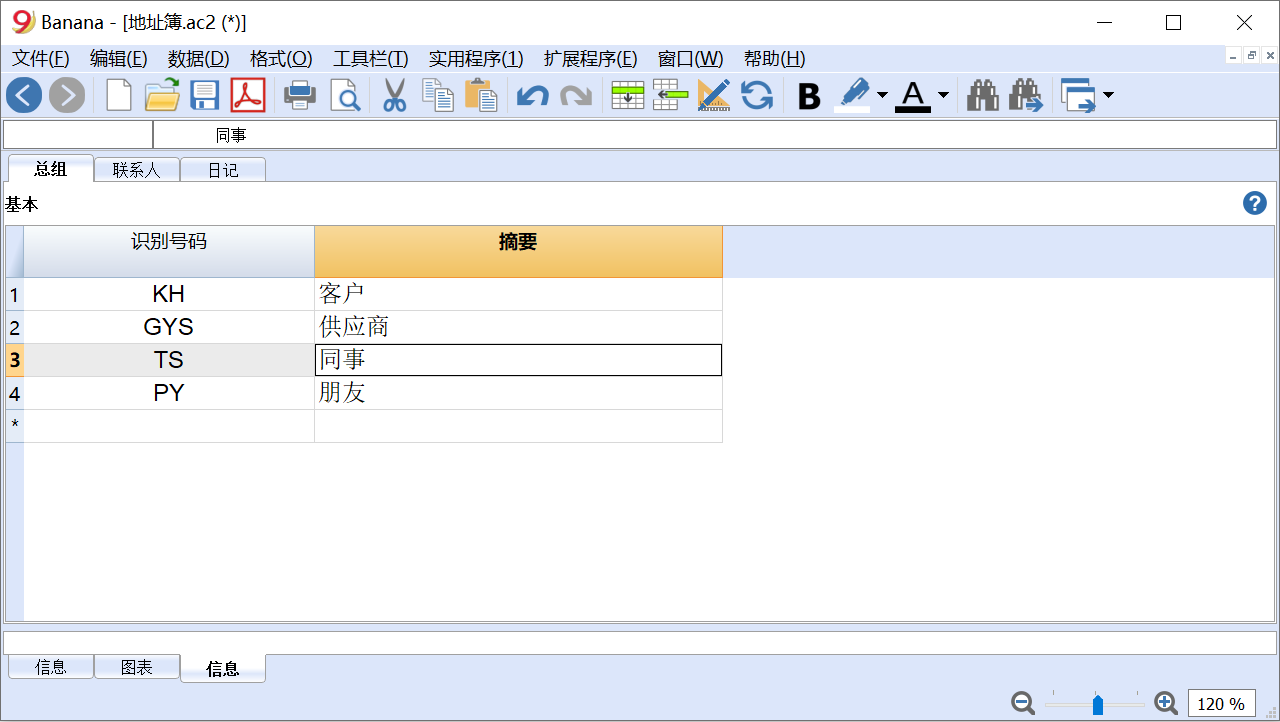 Banana - [地址簿.ac2 (*)]
文件(F) 编辑(E) 数据(D) 格式(O) 工具栏(T) 实用程序(1) 扩展程序(E) 窗口(W) 帮助(H)
B A
同事
总组 联系人 日记
基本
识别号码 摘要
1 KH 客户
2 GYS 供应商
3 TS 同事
4 PY 朋友
*
信息 图表 信息
120 %